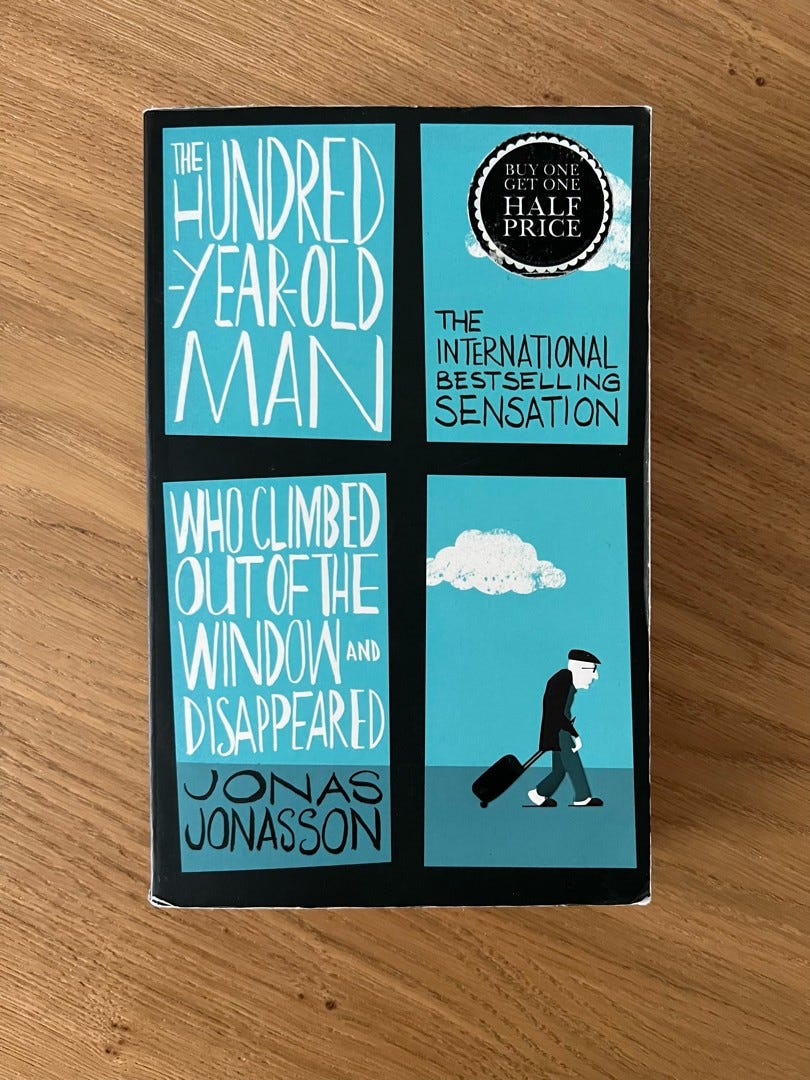 THE
HUNDRED
-YEAR-OLD
MAN
BUY ONE
GET ONE
HALF
PRICE
THE
INTERNATIONAL
BESTSELLING
SENSATION
WHO CLIMBED
OUT OF THE
WINDOW AND
DISAPPEARED
JONAS
JONASSON